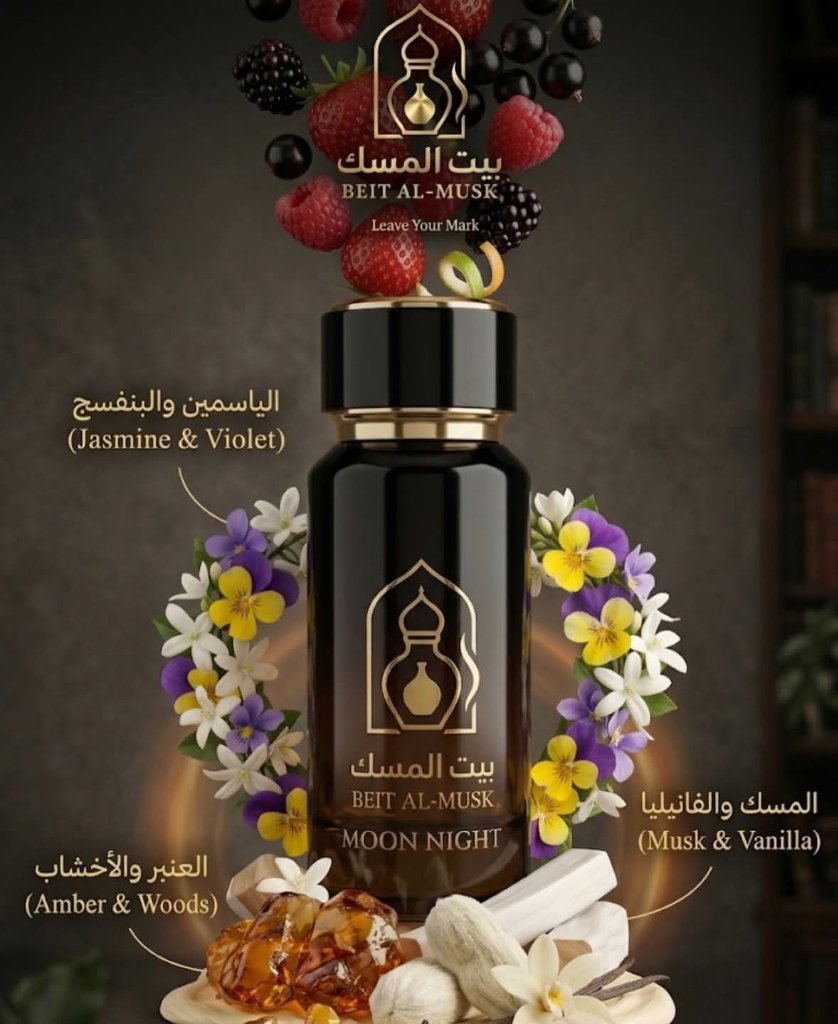 بيت المسك
BEIT AL-MUSK
Leave Your Mark
الياسمين والبنفسج
(Jasmine & Violet)
بيت المسك
BEIT AL-MUSK
MOON NIGHT
المسك والفانيليا
(Musk & Vanilla)
العنبر والأخشاب
(Amber & Woods)